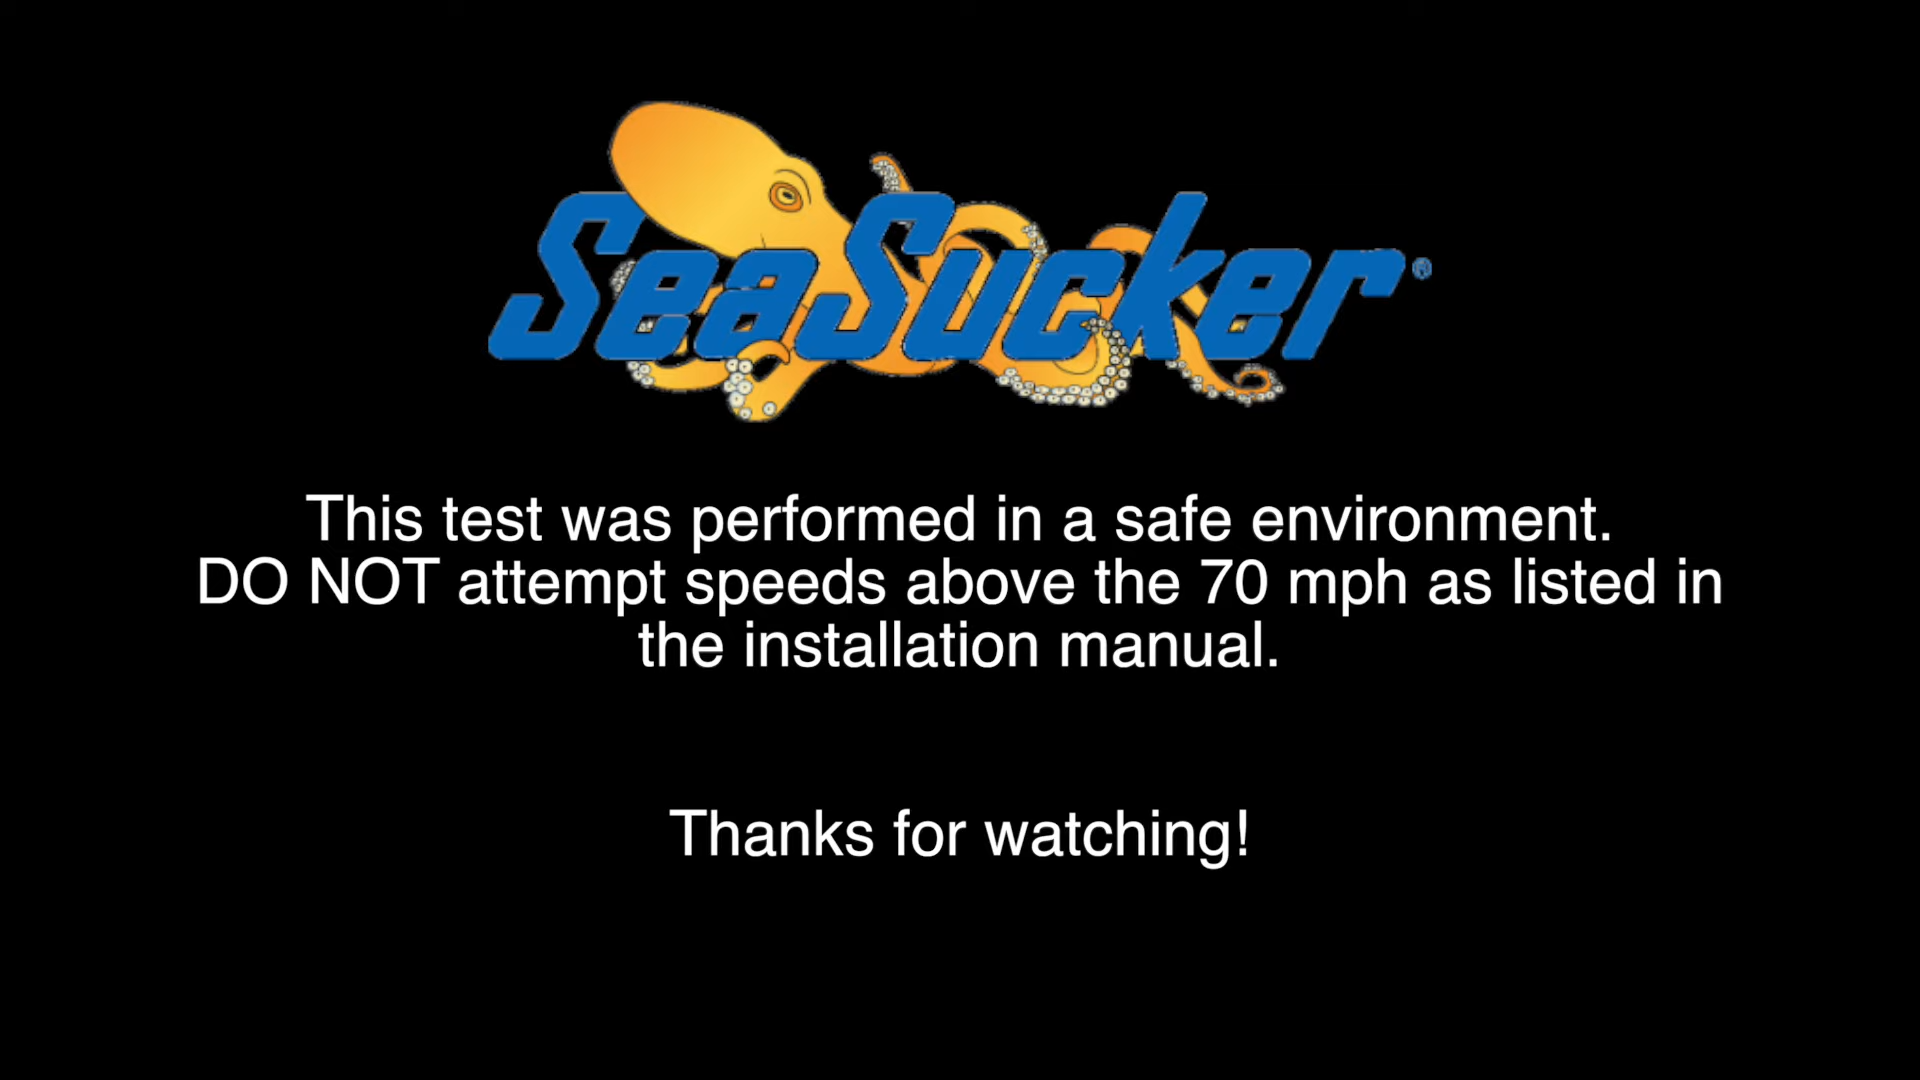 SeaSucker®
This test was performed in a safe environment.
DO NOT attempt speeds above the 70 mph as listed in
the installation manual.
Thanks for watching!